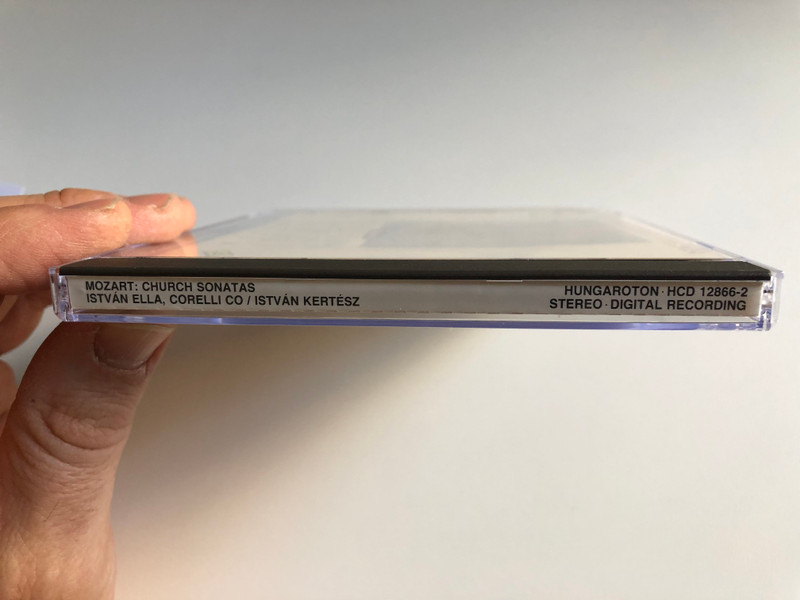 MOZART: CHURCH SONATAS
ISTVÁN ELLA, CORELLI CO / ISTVÁN KERTÉSZ
HUNGAROTON · HCD 12866-2
STEREO · DIGITAL RECORDING